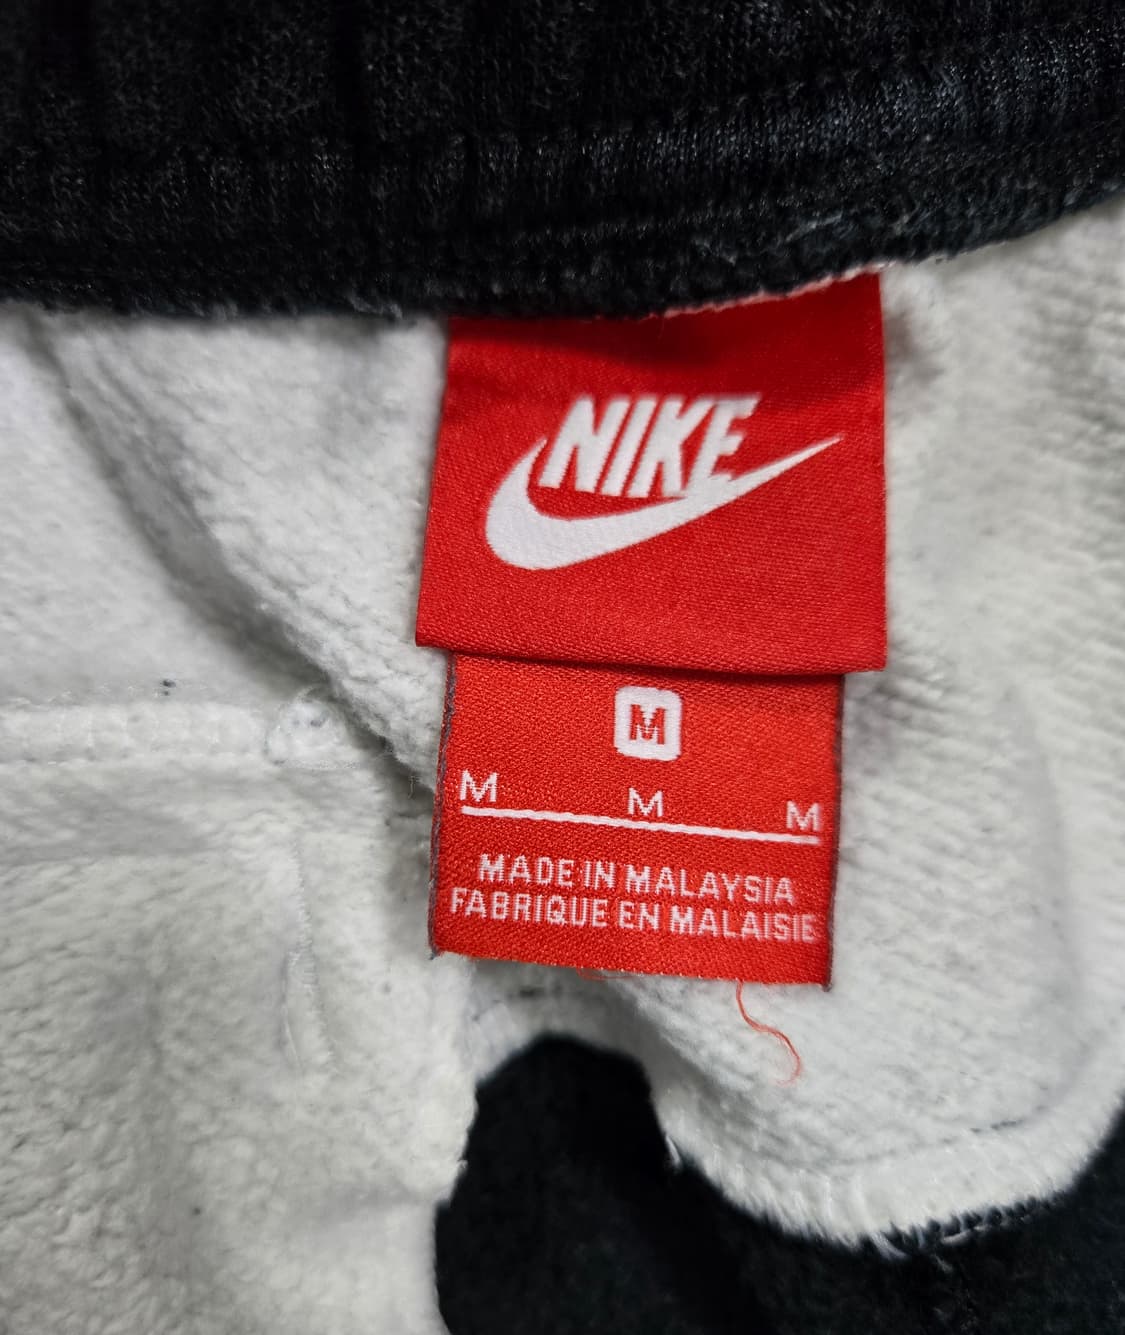 NIKE
M
M M M
MADE IN MALAYSIA
FABRIQUE EN MALAISIE